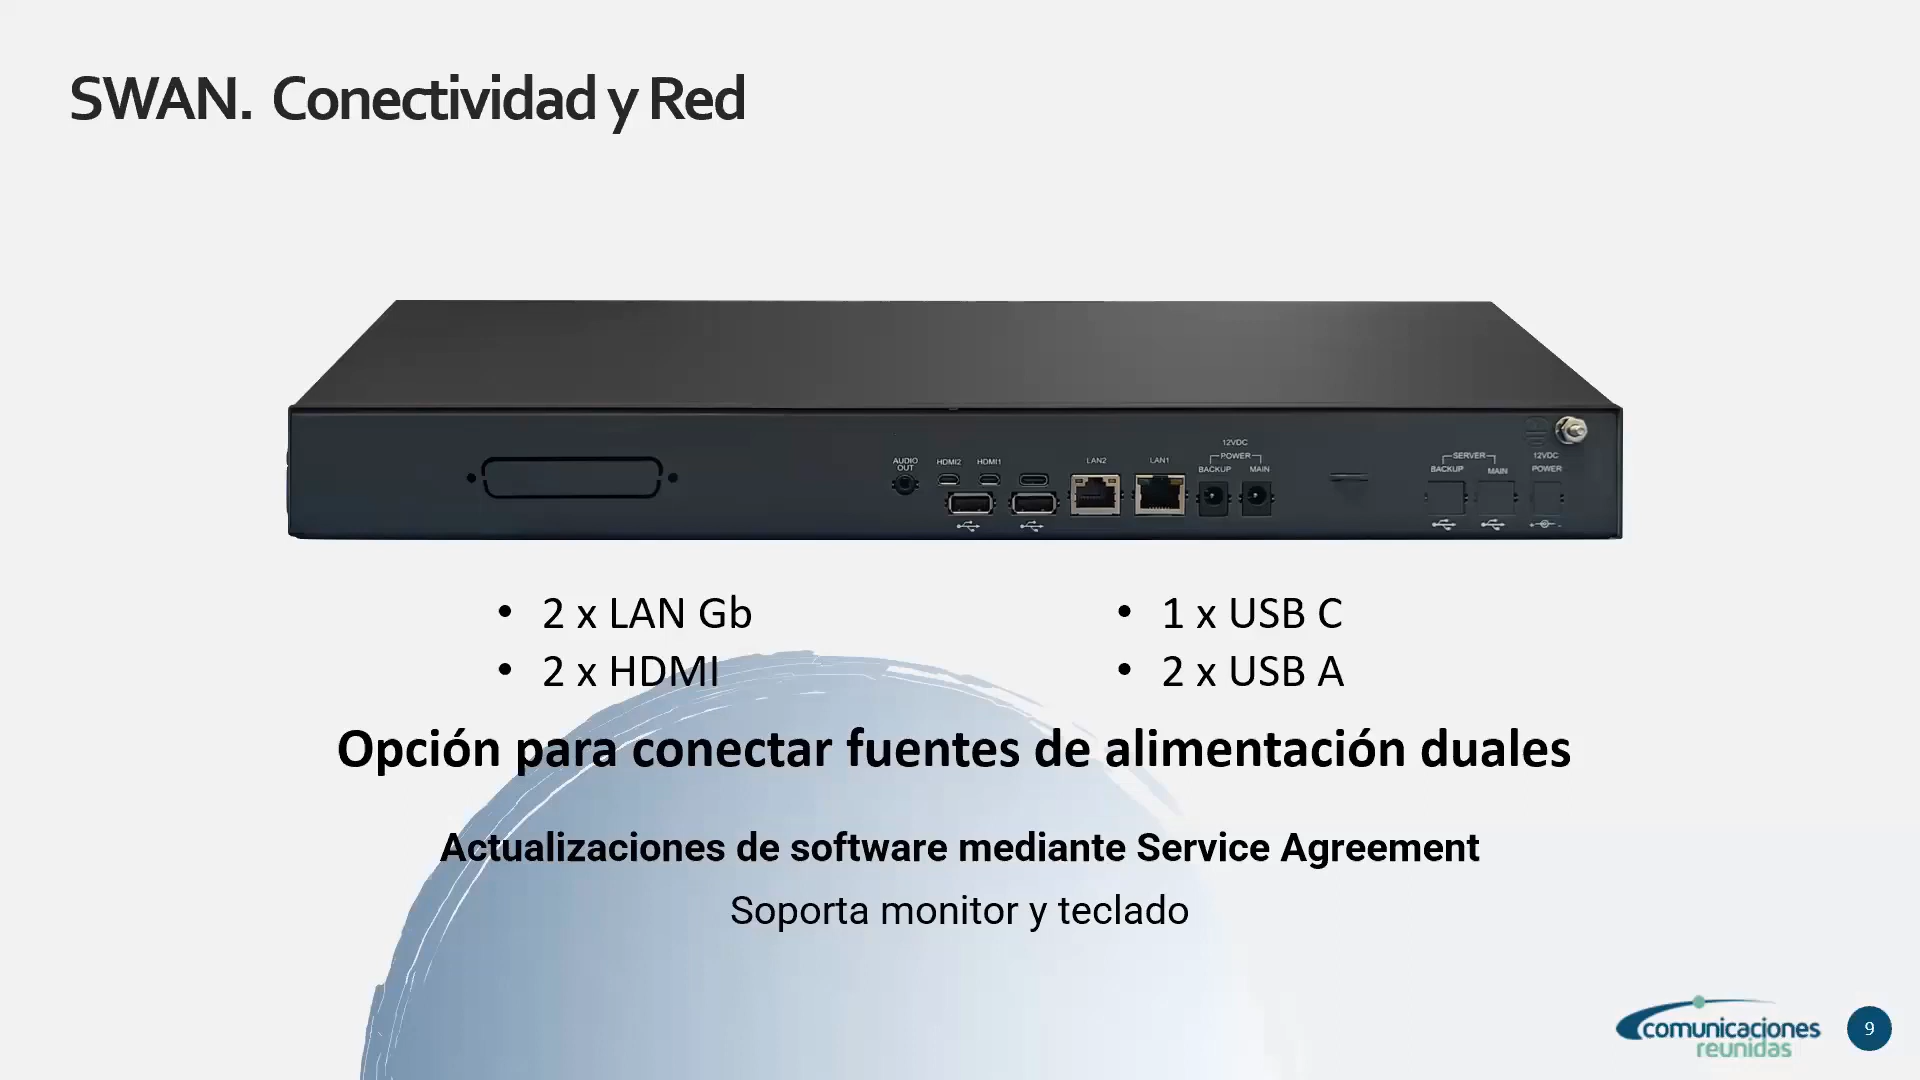 SWAN. Conectividad y Red
12VDC
POWER
BACKUP MAIN
AUDIO OUT
HDMI2 HDMI1
LAN2
LAN1
SERVER
BACKUP MAIN
12VDC
POWER
• 2 x LAN Gb
• 2 x HDMI
• 1 x USB C
• 2 x USB A
Opción para conectar fuentes de alimentación duales
Actualizaciones de software mediante Service Agreement
Soporta monitor y teclado
comunicaciones
reunidas
9